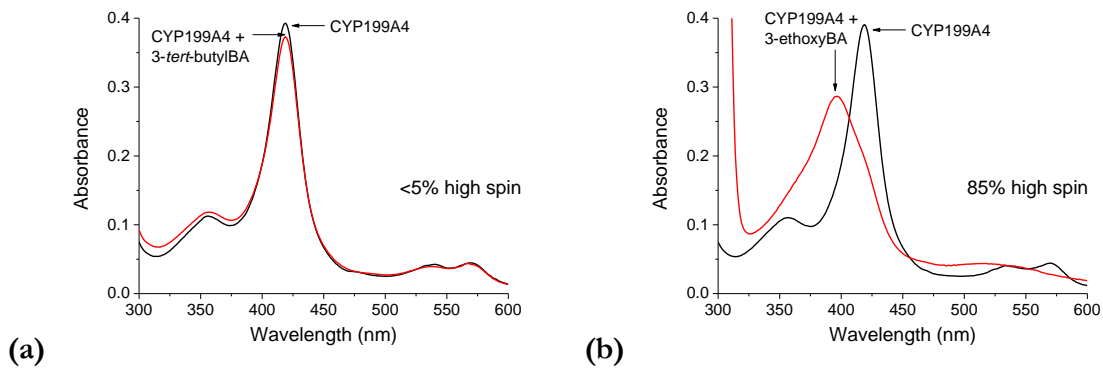 0.4
0.3
0.2
0.1
0.0
Absorbance
CYP199A4
CYP199A4 +
3-tert-butylBA
<5% high spin
300 350 400 450 500 550 600
Wavelength (nm)
(a)
0.4
0.3
0.2
0.1
0.0
Absorbance
CYP199A4 +
3-ethoxyBA
CYP199A4
85% high spin
300 350 400 450 500 550 600
Wavelength (nm)
(b)